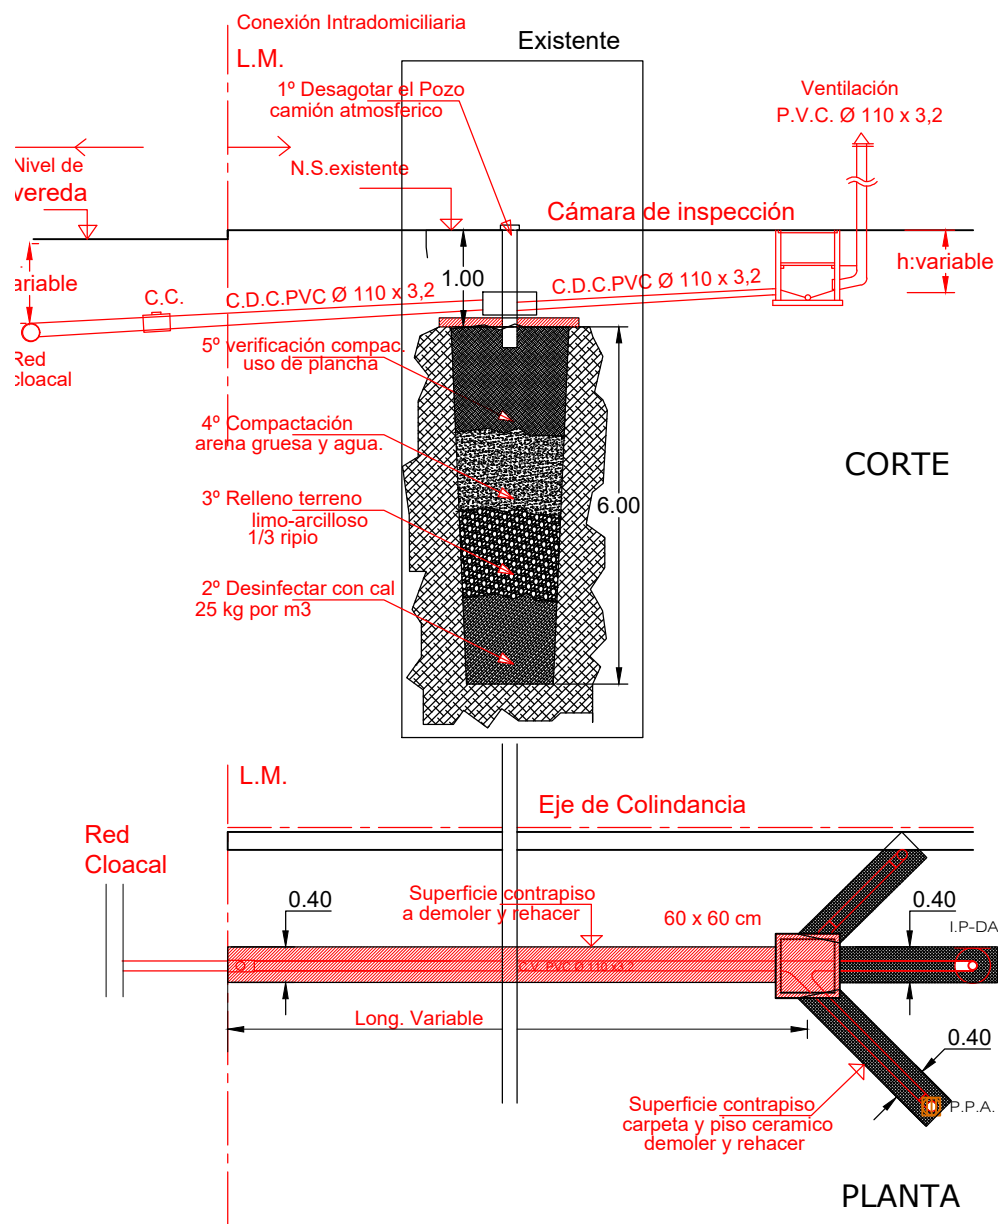 Conexión Intradomiciliaria
L.M.
Existente
1º Desagotar el Pozo
camión atmosferico
Ventilación
P.V.C. Ø 110 x 3,2
Nivel de
vereda
N.S.existente
Cámara de inspección
ariable
1.00
h:variable
C.C.
C.D.C.PVC Ø 110 x 3,2
C.D.C.PVC Ø 110 x 3,2
Red
cloacal
5º verificación compac.
uso de plancha
4º Compactación
arena gruesa y agua.
CORTE
3º Relleno terreno
limo-arcilloso
1/3 ripio
6.00
2º Desinfectar con cal
25 kg por m3
L.M.
Eje de Colindancia
Red
Cloacal
0.40
Superficie contrapiso
a demoler y rehacer
60 x 60 cm
0.40
I.P-DA
C.V. PVC Ø 110 x3,2
Long. Variable
0.40
Superficie contrapiso
carpeta y piso ceramico
demoler y rehacer
P.P.A.
PLANTA